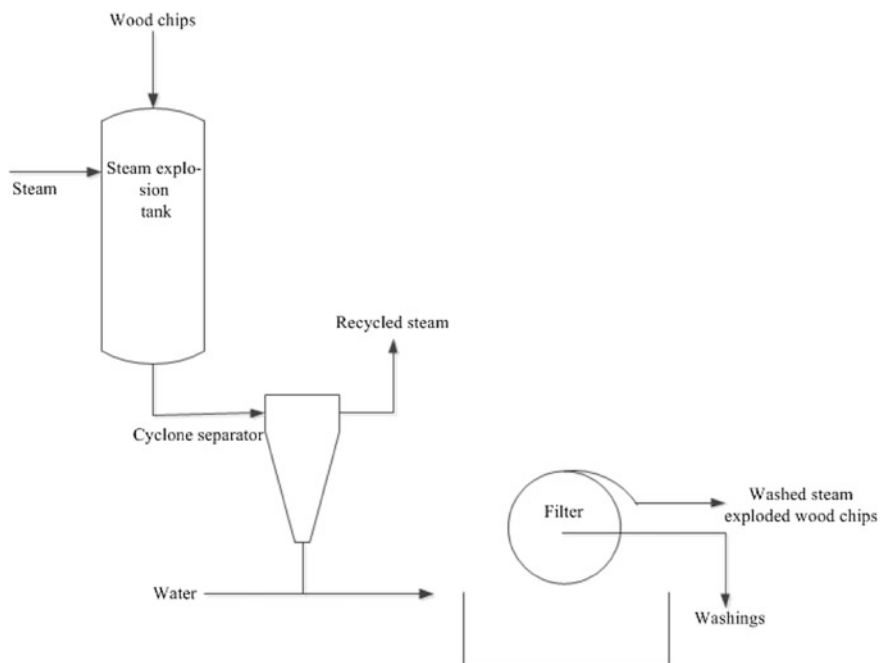 Wood chips
Steam explo-
sion
tank
Steam
Recycled steam
Cyclone separator
Filter
Washed steam
exploded wood chips
Water
Washings